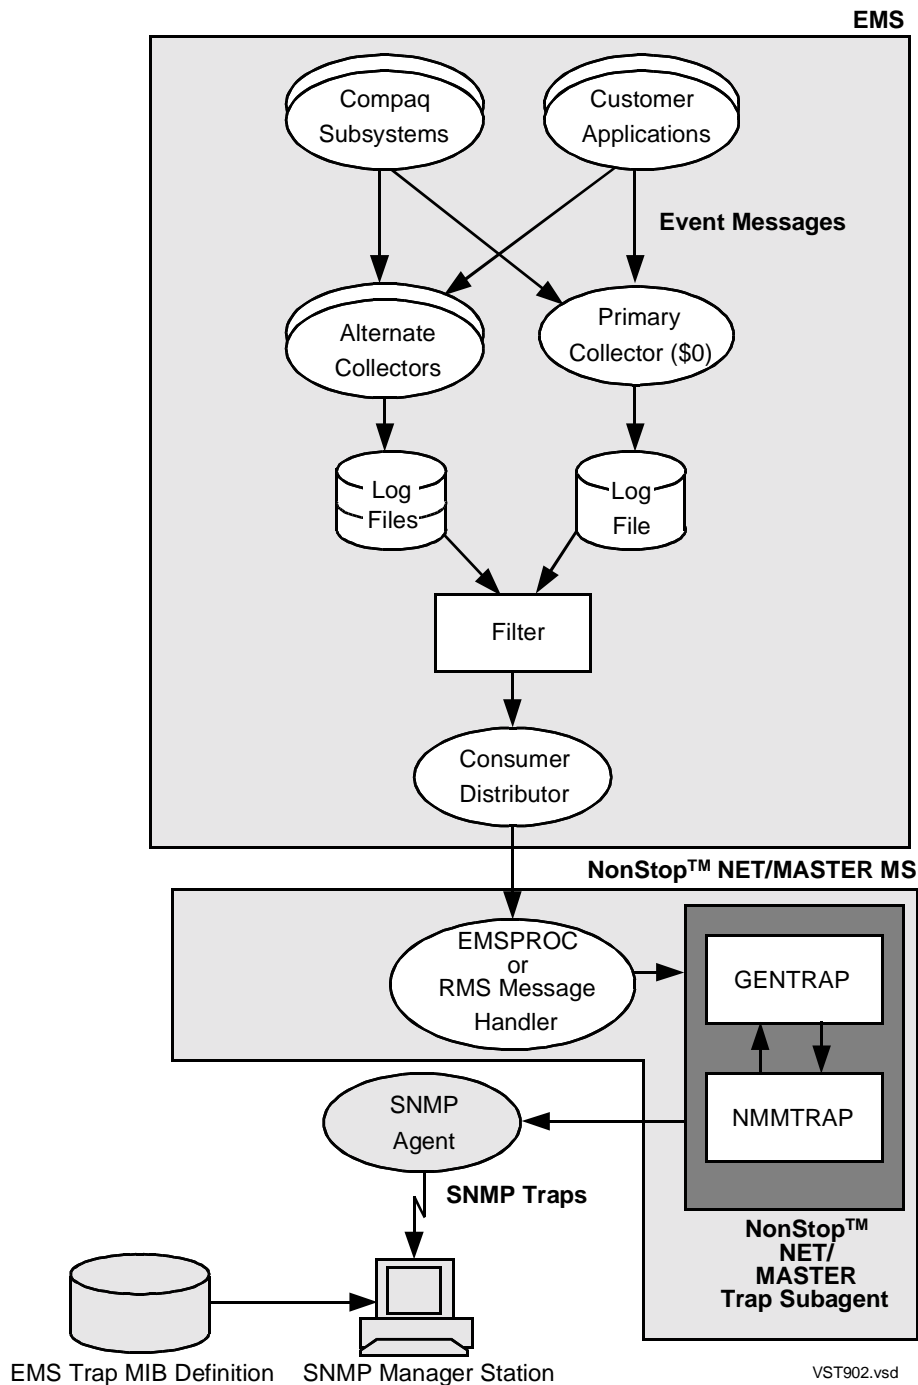 EMS
Compaq
Subsystems
Customer
Applications
Event Messages
Alternate
Collectors
Primary
Collector ($0)
Log
Files
Log
File
Filter
Consumer
Distributor
NonStop™ NET/MASTER MS
EMSPROC
or
RMS Message
Handler
GENTRAP
NMMTRAP
SNMP
Agent
SNMP Traps
NonStop™
NET/
MASTER
Trap Subagent
EMS Trap MIB Definition
SNMP Manager Station
VST902.vsd